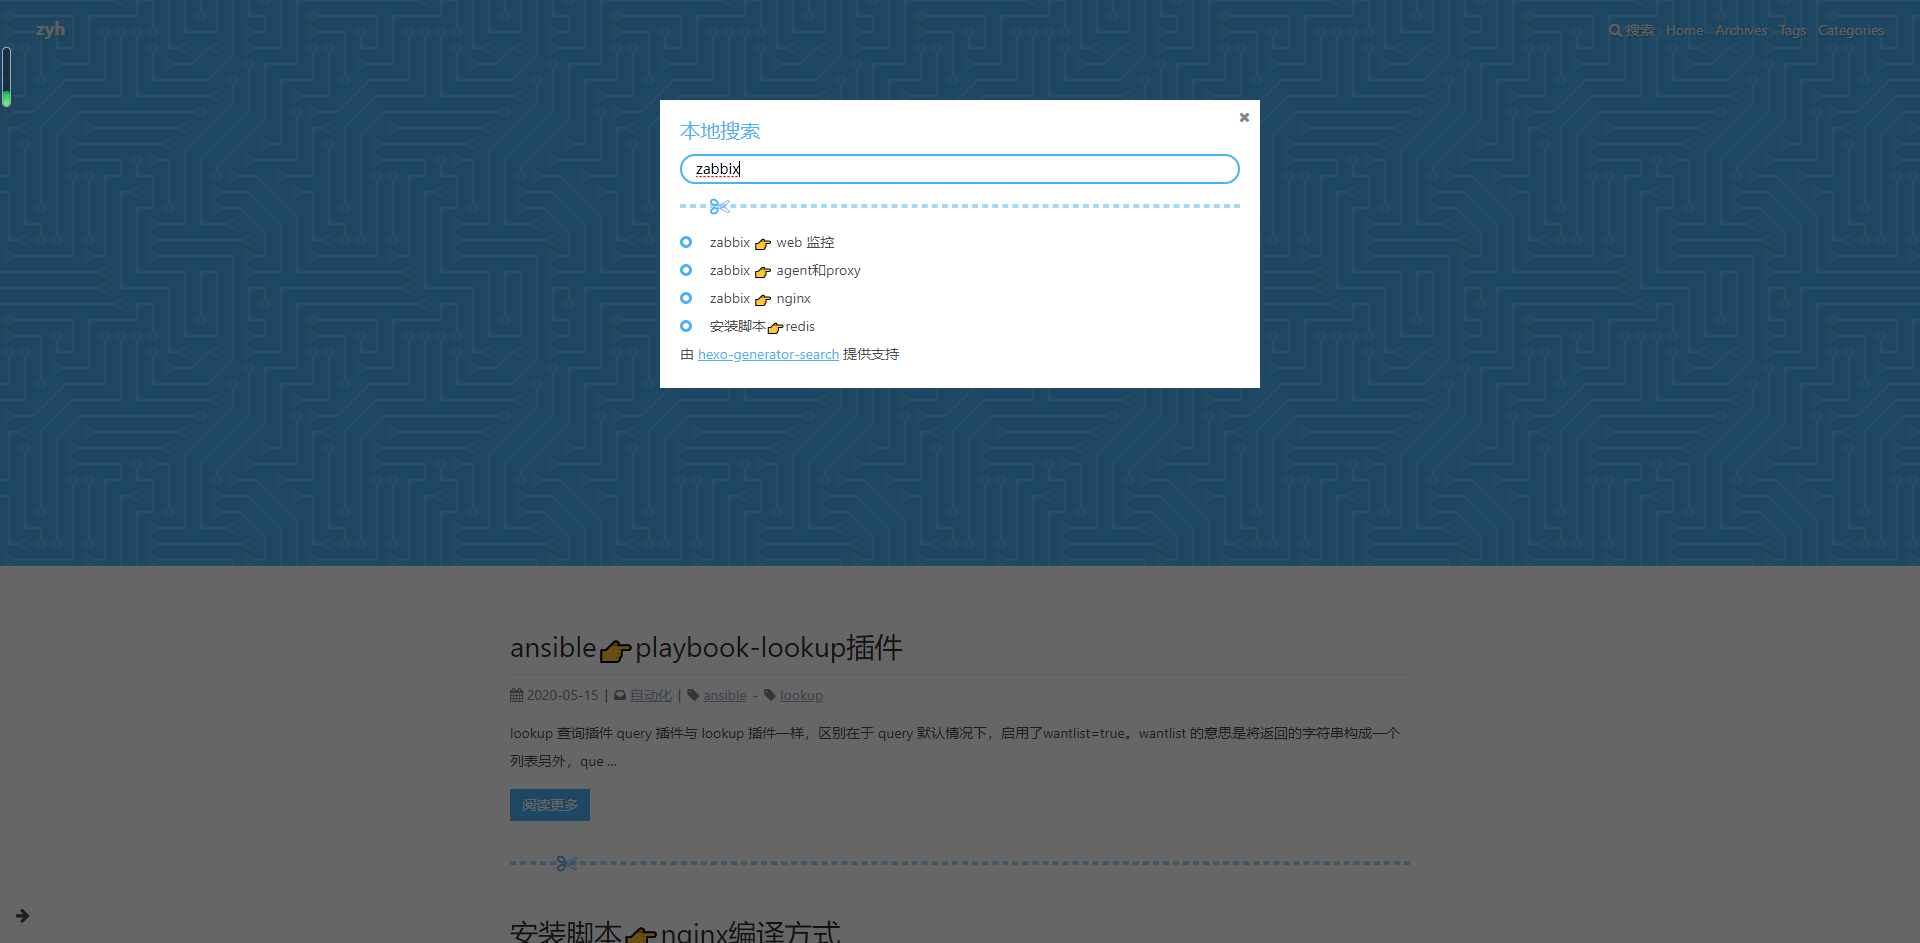 zyh
搜索 Home Archives Tags Categories
本地搜索
zabbix
zabbix 👉 web 监控
zabbix 👉 agent和proxy
zabbix 👉 nginx
安装脚本👉redis
由 hexo-generator-search 提供支持
ansible👉playbook-lookup插件
2020-05-15 | 自动化 | ansible - lookup
lookup 查询插件 query 插件与 lookup 插件一样，区别在于 query 默认情况下，启用了wantlist=true。wantlist 的意思是将返回的字符串构成一个
列表另外，que ...
阅读更多
安装脚本👉nginx编译方式